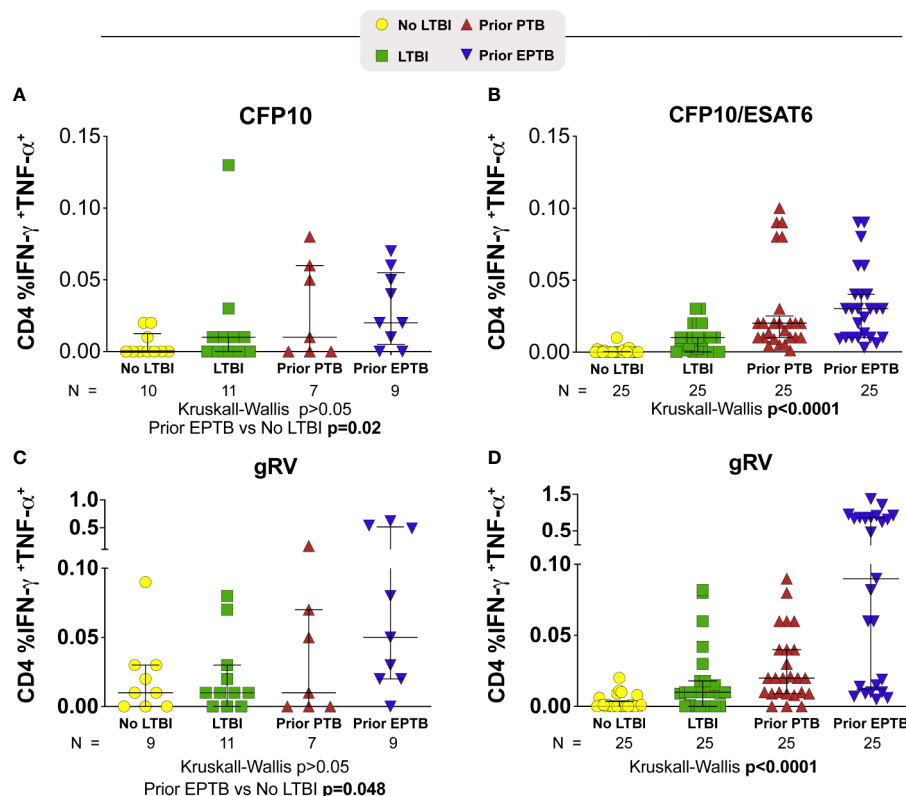 No LTBI Prior PTB
LTBI Prior EPTB
A
CFP10
CD4 %IFN-γ⁺TNF-α⁺
0.15
0.10
0.05
0.00
No LTBI LTBI Prior PTB Prior EPTB
N = 10 11 7 9
Kruskall-Wallis p>0.05
Prior EPTB vs No LTBI p=0.02
B
CFP10/ESAT6
CD4 %IFN-γ⁺TNF-α⁺
0.15
0.10
0.05
0.00
No LTBI LTBI Prior PTB Prior EPTB
N = 25 25 25 25
Kruskall-Wallis p<0.0001
C
gRV
CD4 %IFN-γ⁺TNF-α⁺
1.0
0.5
0.10
0.05
0.00
No LTBI LTBI Prior PTB Prior EPTB
N = 9 11 7 9
Kruskall-Wallis p>0.05
Prior EPTB vs No LTBI p=0.048
D
gRV
CD4 %IFN-γ⁺TNF-α⁺
1.5
0.5
0.10
0.05
0.00
No LTBI LTBI Prior PTB Prior EPTB
N = 25 25 25 25
Kruskall-Wallis p<0.0001